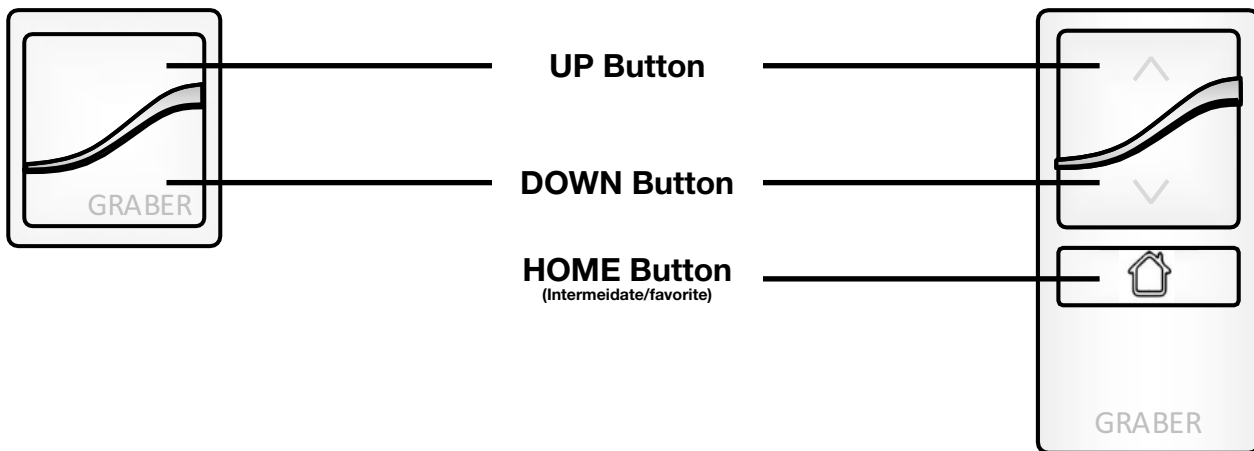 UP Button
DOWN Button
GRABER
HOME Button
(Intermeidate/favorite)
GRABER